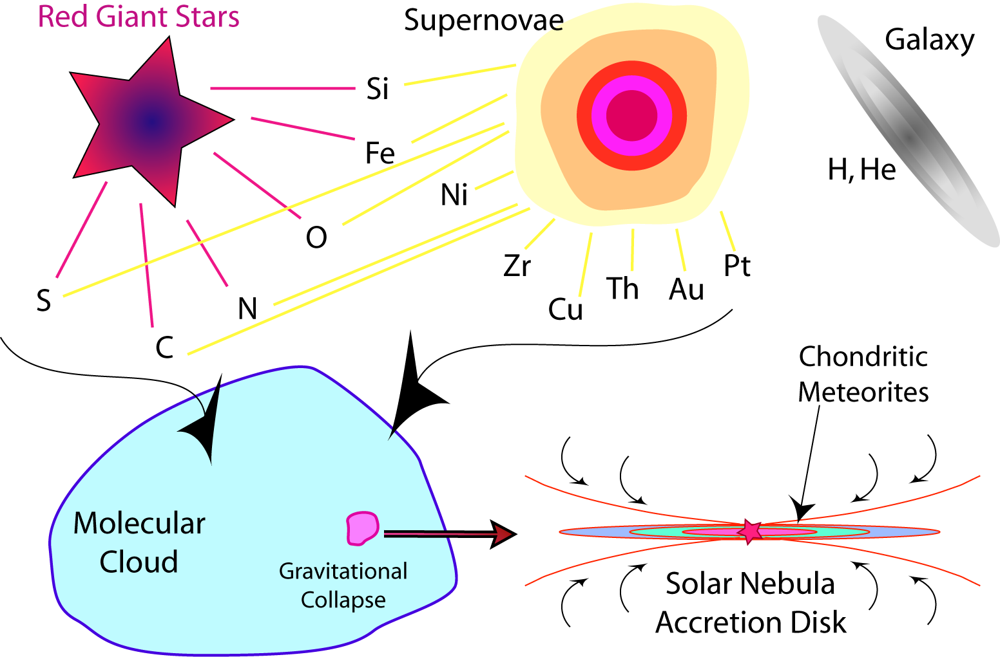 Red Giant Stars
Supernovae
Galaxy
Si
Fe
H, He
Ni
O
Zr
Pt
S
N
Cu
Th
Au
C
Chondritic
Meteorites
Molecular
Cloud
Gravitational
Collapse
Solar Nebula
Accretion Disk